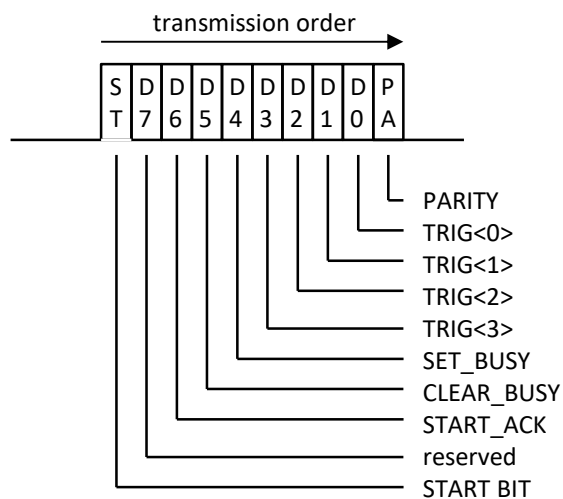 transmission order
S D D D D D D D D P
T 7 6 5 4 3 2 1 0 A
PARITY
TRIG<0>
TRIG<1>
TRIG<2>
TRIG<3>
SET_BUSY
CLEAR_BUSY
START_ACK
reserved
START BIT